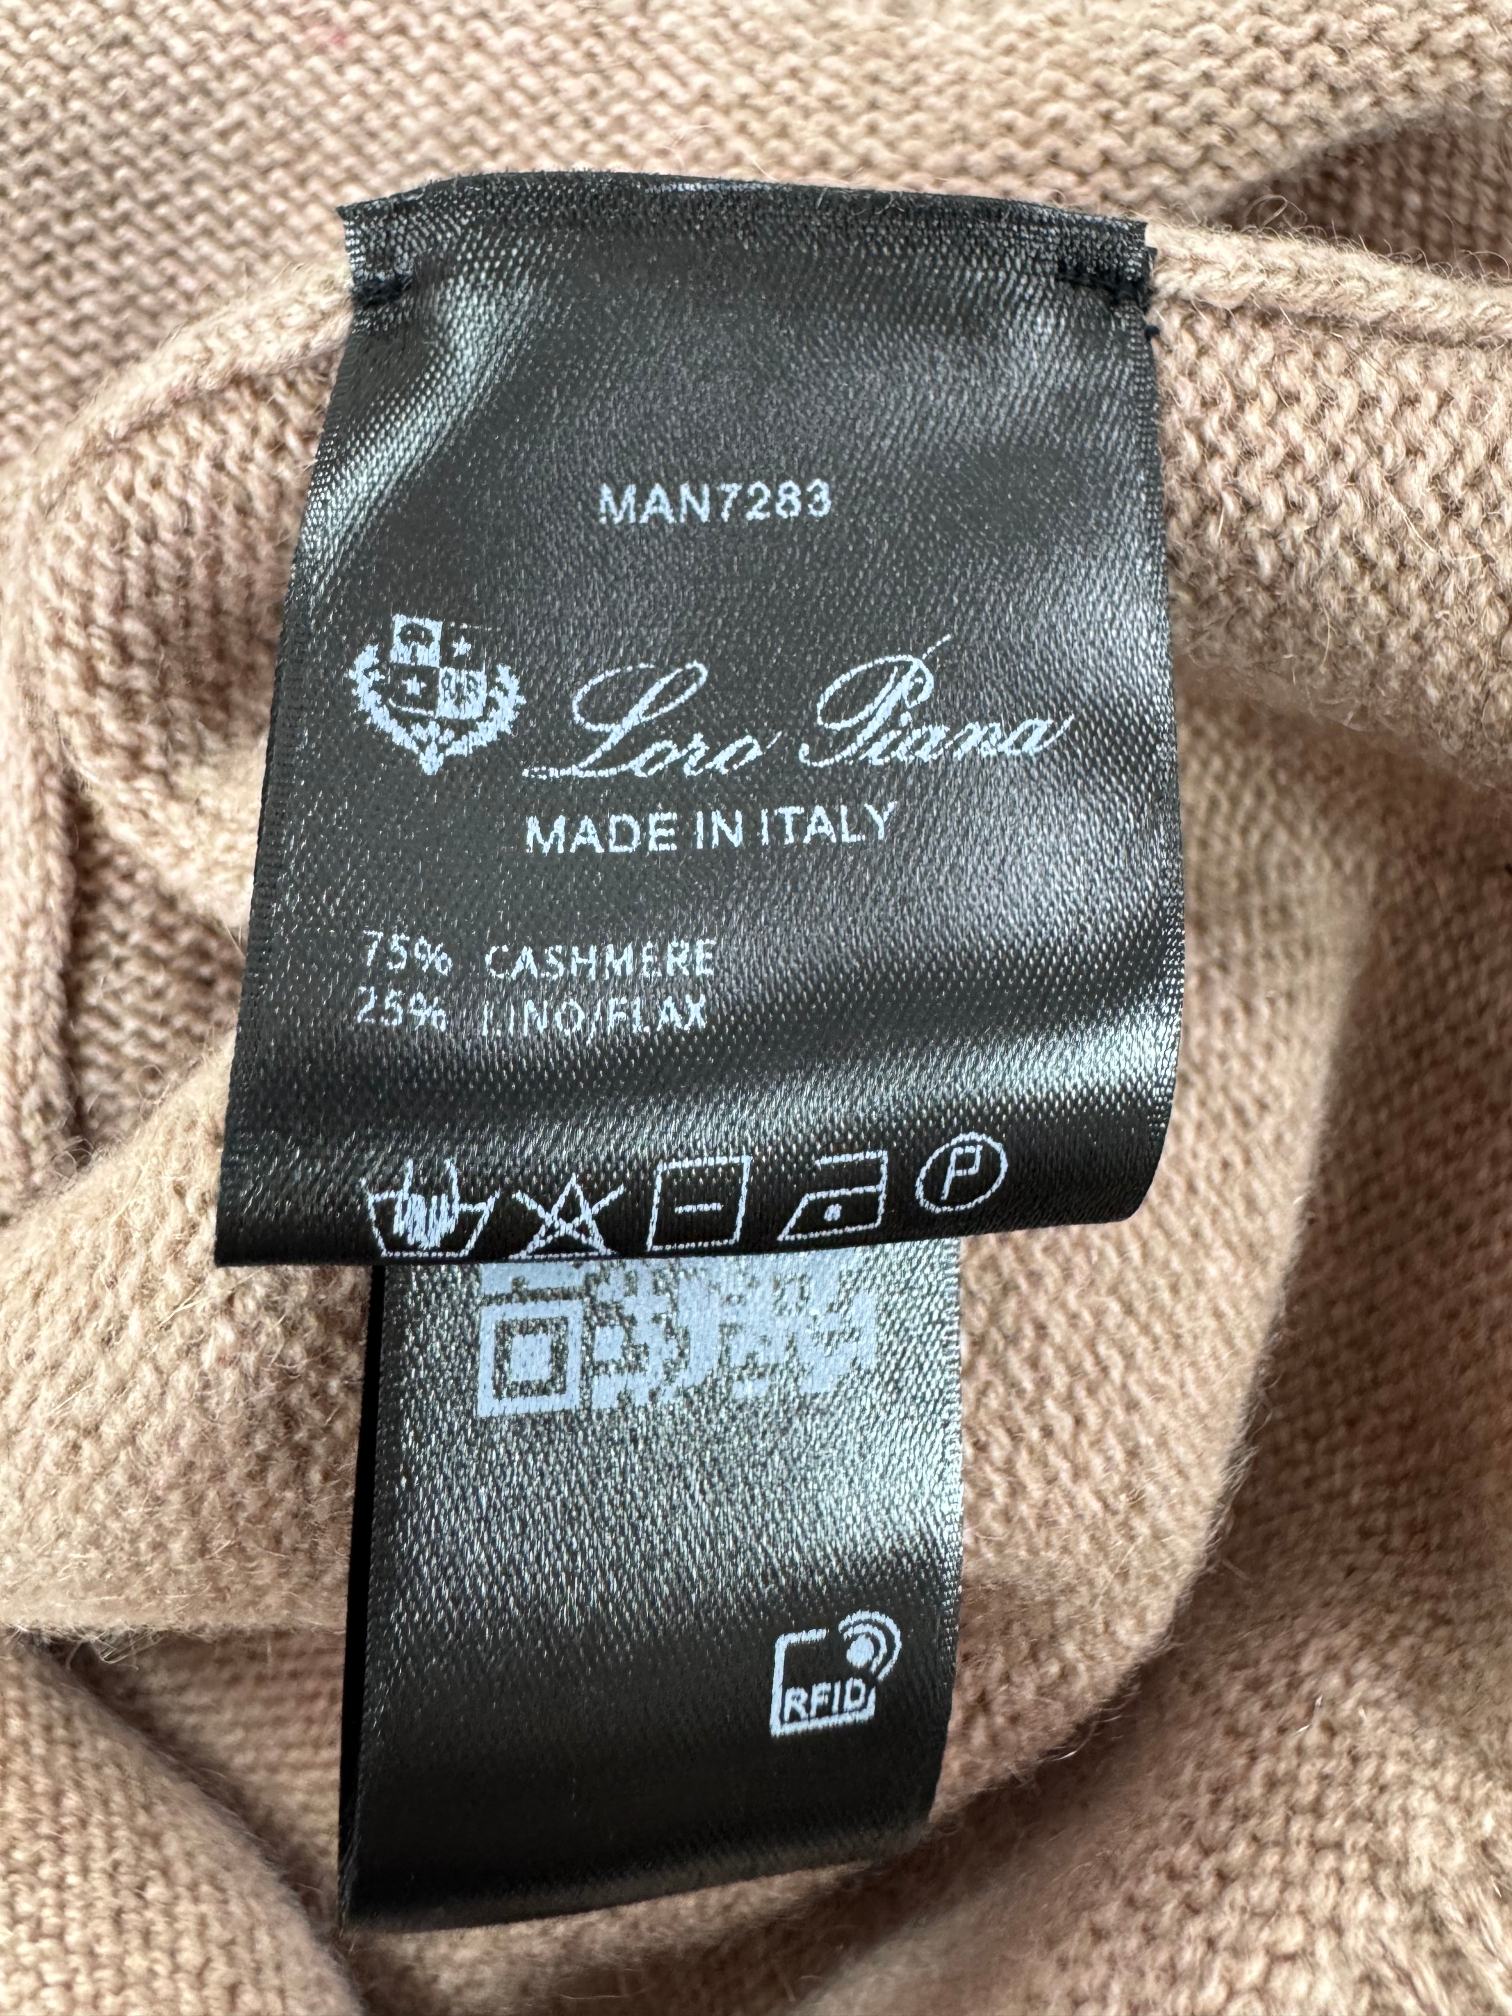 MAN7283
Loro Piana
MADE IN ITALY
75% CASHMERE
25% LINO/FLAX
P
RFID